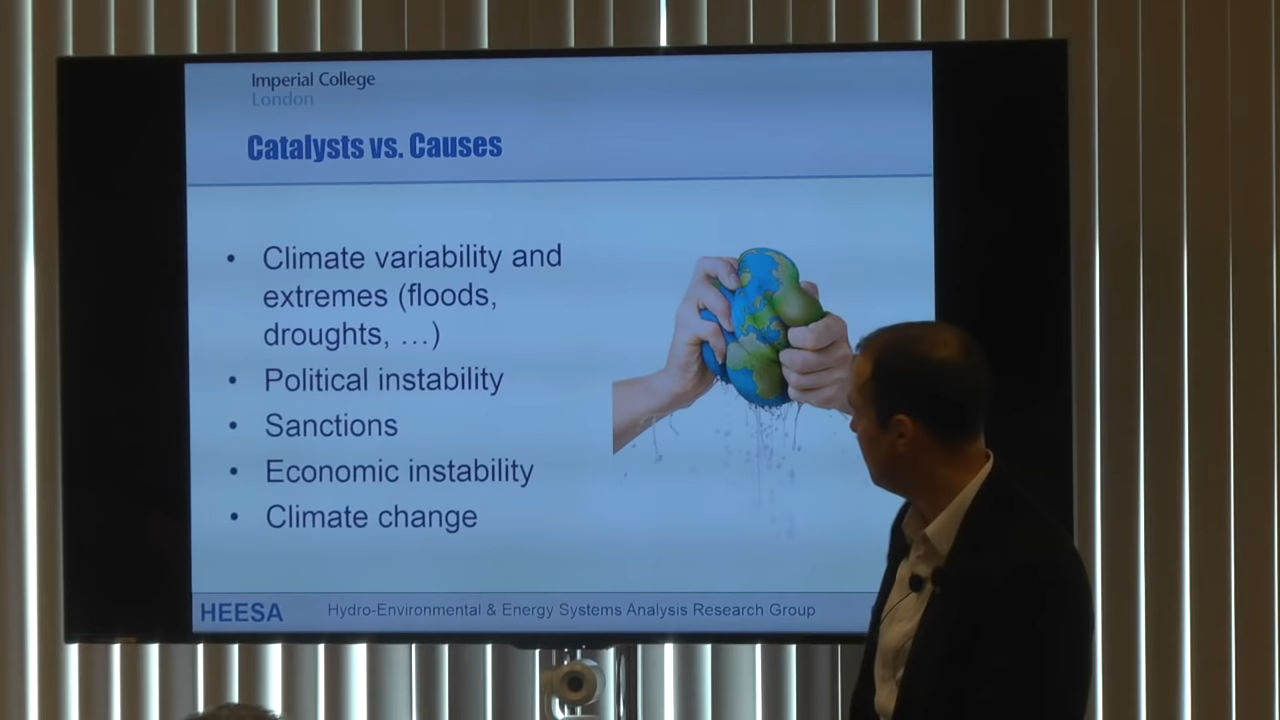 Imperial College
London
Catalysts vs. Causes
• Climate variability and
extremes (floods,
droughts, …)
• Political instability
• Sanctions
• Economic instability
• Climate change
HEESA Hydro-Environmental & Energy Systems Analysis Research Group